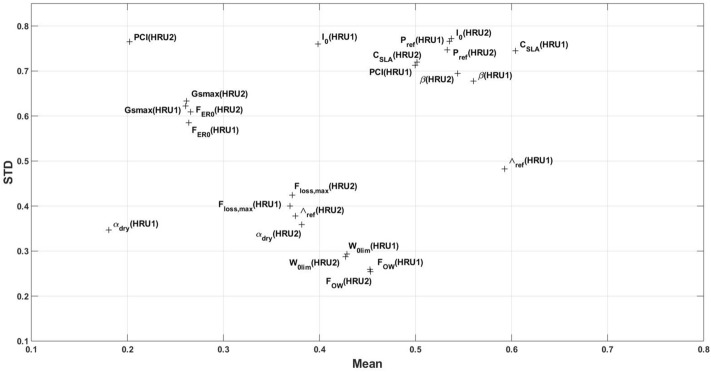 0.8
PCI(HRU2)
I0(HRU1)
Pref(HRU1)
I0(HRU2)
CSLA(HRU2)
Pref(HRU2)
CSLA(HRU1)
PCI(HRU1)
β(HRU2)
β(HRU1)
0.7
Gsmax(HRU2)
Gsmax(HRU1)
FER0(HRU2)
0.6
FER0(HRU1)
STD
0.5
^ref(HRU1)
Floss,max(HRU2)
0.4
Floss,max(HRU1)
^ref(HRU2)
αdry(HRU1)
αdry(HRU2)
W0lim(HRU1)
0.3
W0lim(HRU2)
FOW(HRU1)
FOW(HRU2)
0.2
0.1
0.1 0.2 0.3 0.4 0.5 0.6 0.7 0.8
Mean